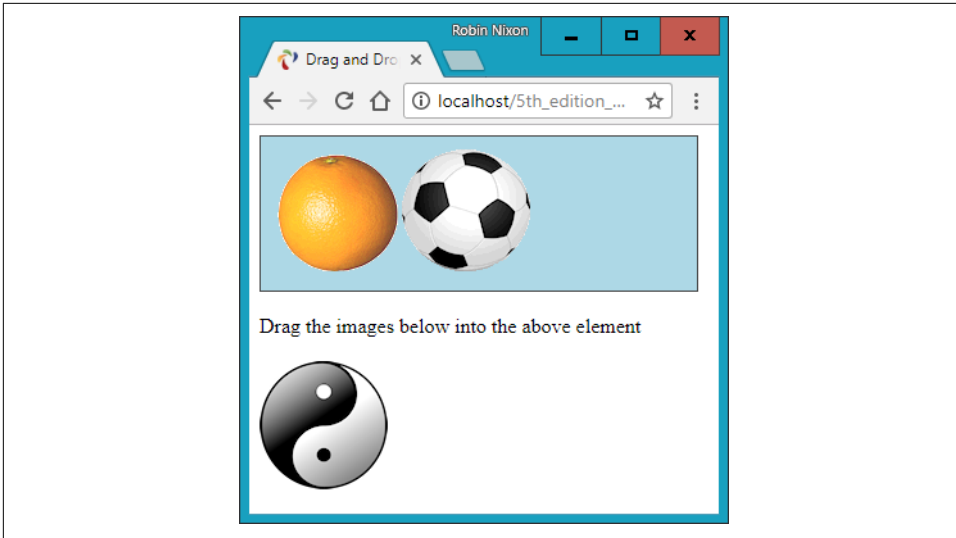 Robin Nixon
Drag and Dro
localhost/5th_edition_...
Drag the images below into the above element